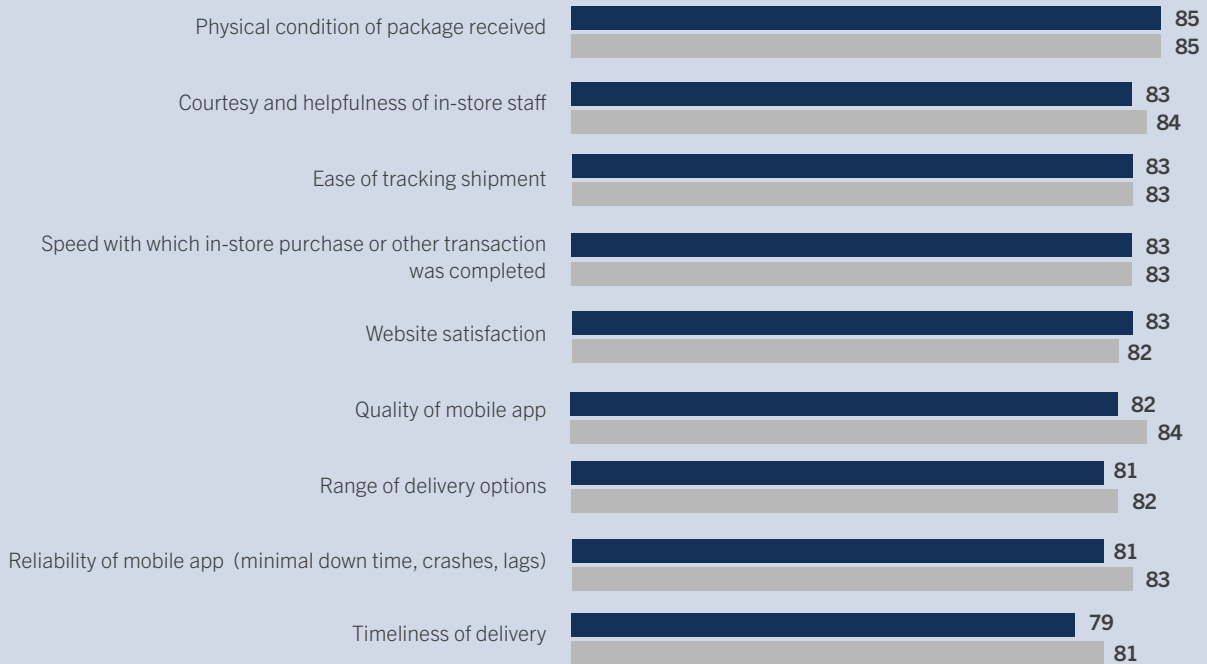 Physical condition of package received
85
85
Courtesy and helpfulness of in-store staff
83
84
Ease of tracking shipment
83
83
Speed with which in-store purchase or other transaction
was completed
83
83
Website satisfaction
83
82
Quality of mobile app
82
84
Range of delivery options
81
82
Reliability of mobile app (minimal down time, crashes, lags)
81
83
Timeliness of delivery
79
81